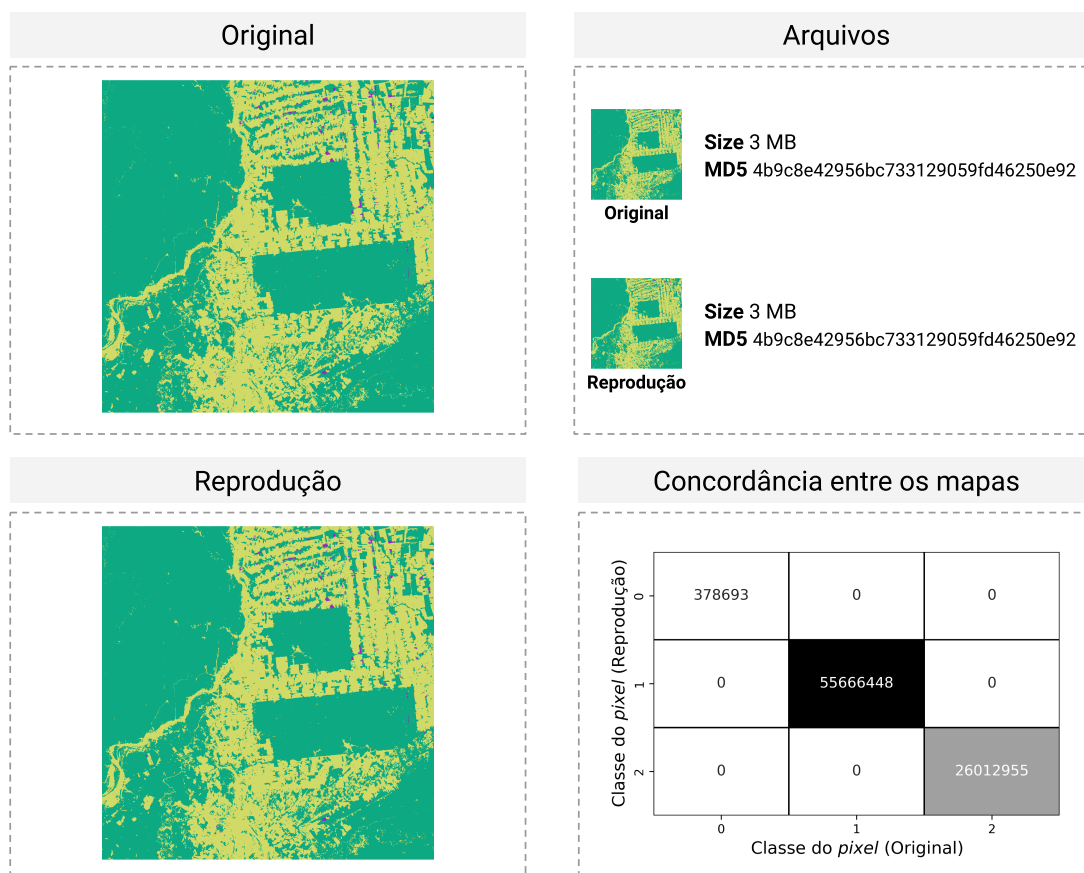 Original
Arquivos
Size 3 MB
MD5 4b9c8e42956bc733129059fd46250e92
Original
Size 3 MB
MD5 4b9c8e42956bc733129059fd46250e92
Reprodução
Reprodução
Concordância entre os mapas
Classe do pixel (Reprodução)
0
378693
0
0
1
0
55666448
0
2
0
0
26012955
0
1
2
Classe do pixel (Original)